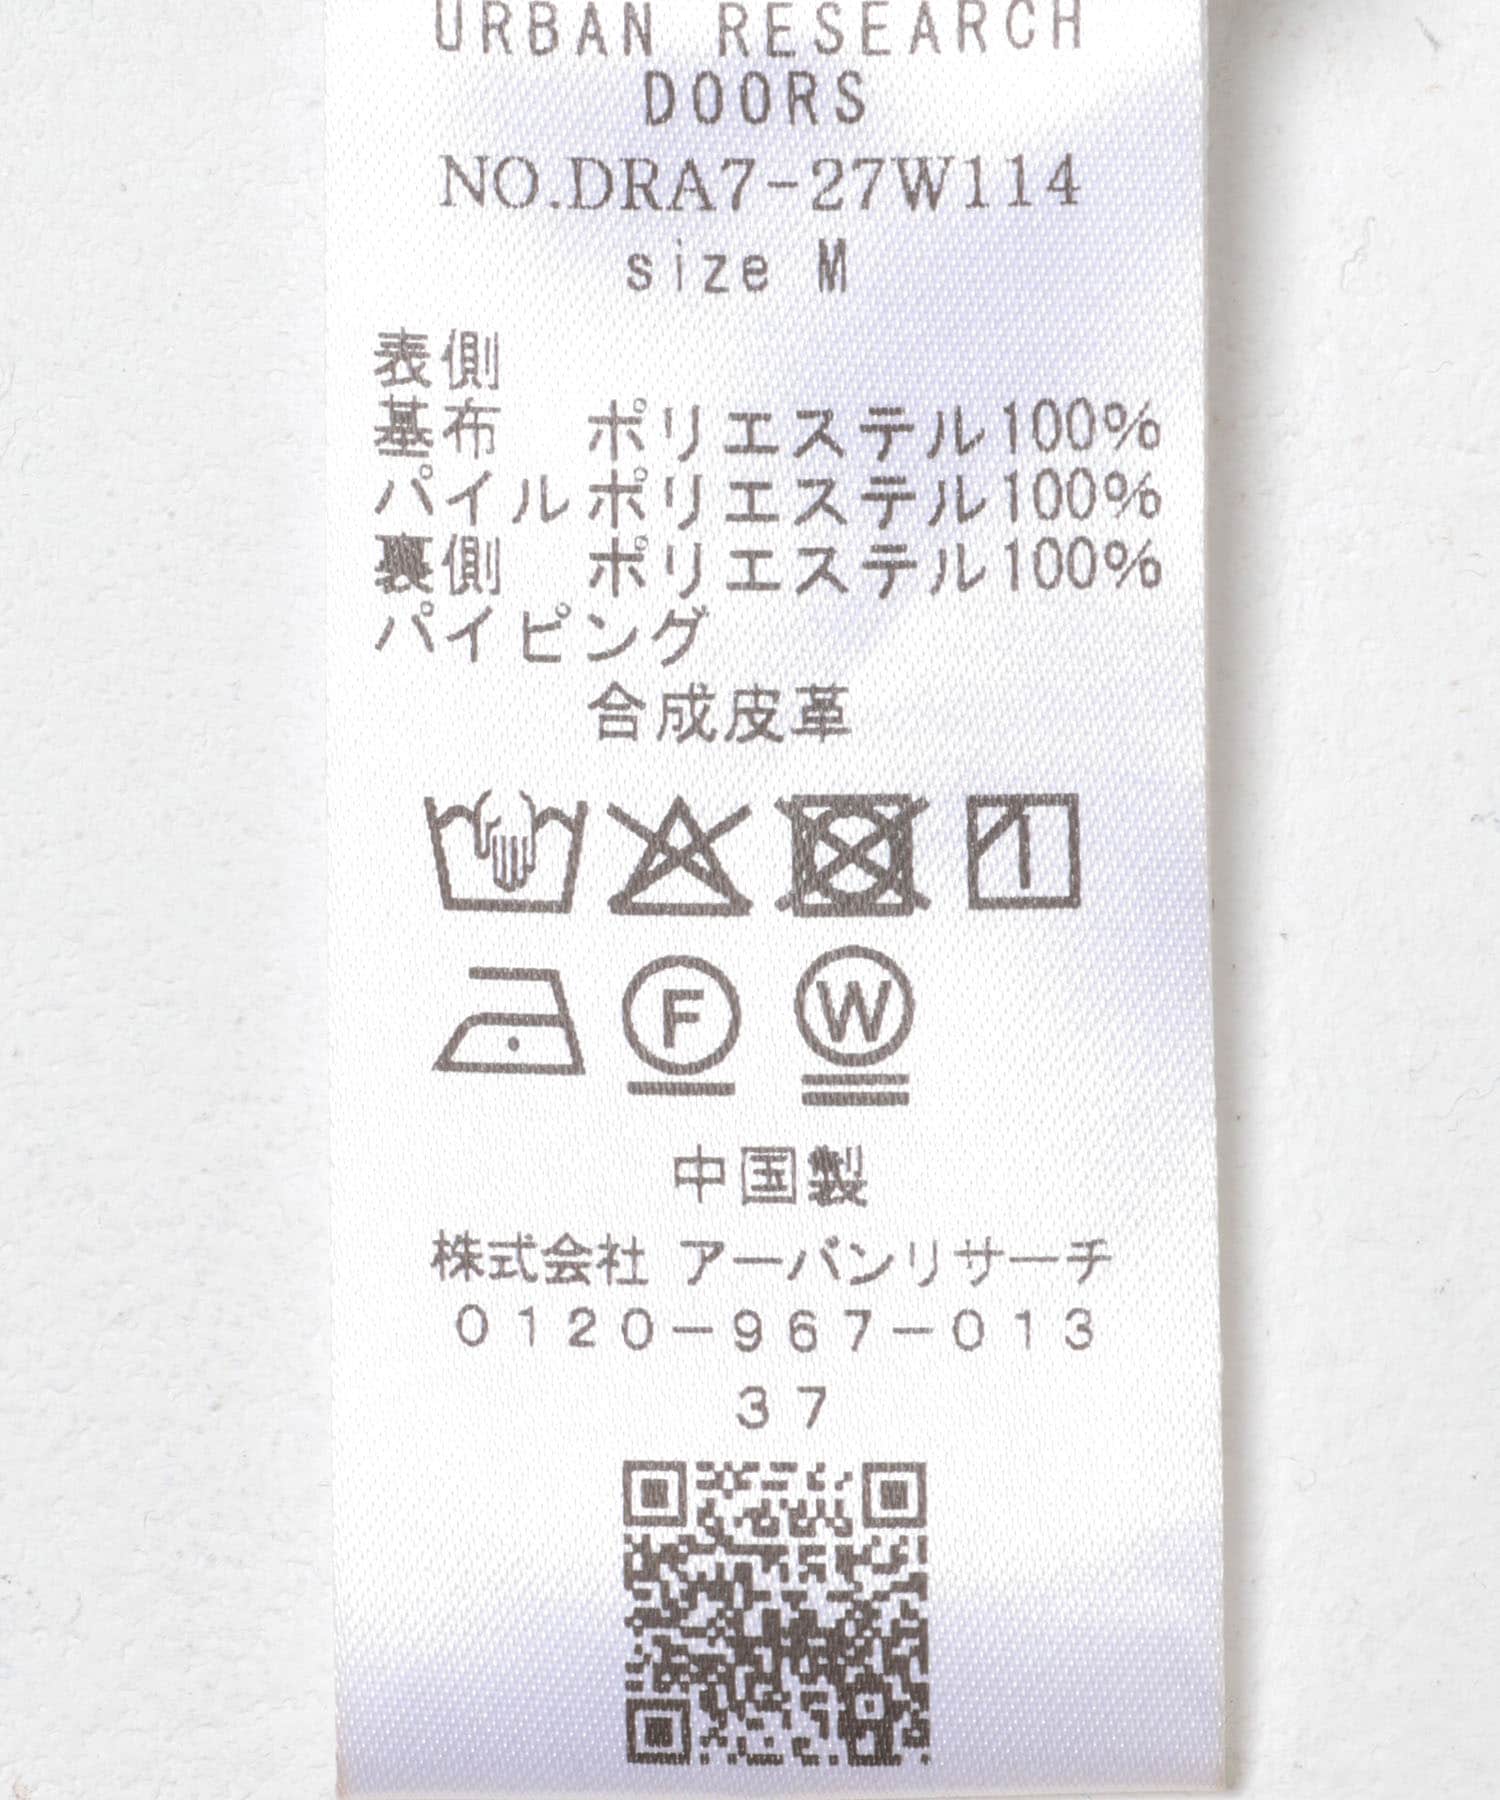 URBAN RESEARCH
DOORS
NO.DRA7-27W114
size M
表側
基布　ポリエステル100%
パイル ポリエステル100%
裏側　ポリエステル100%
パイピング
合成皮革
F W
中国製
株式会社 アーバンリサーチ
0120-967-013
37